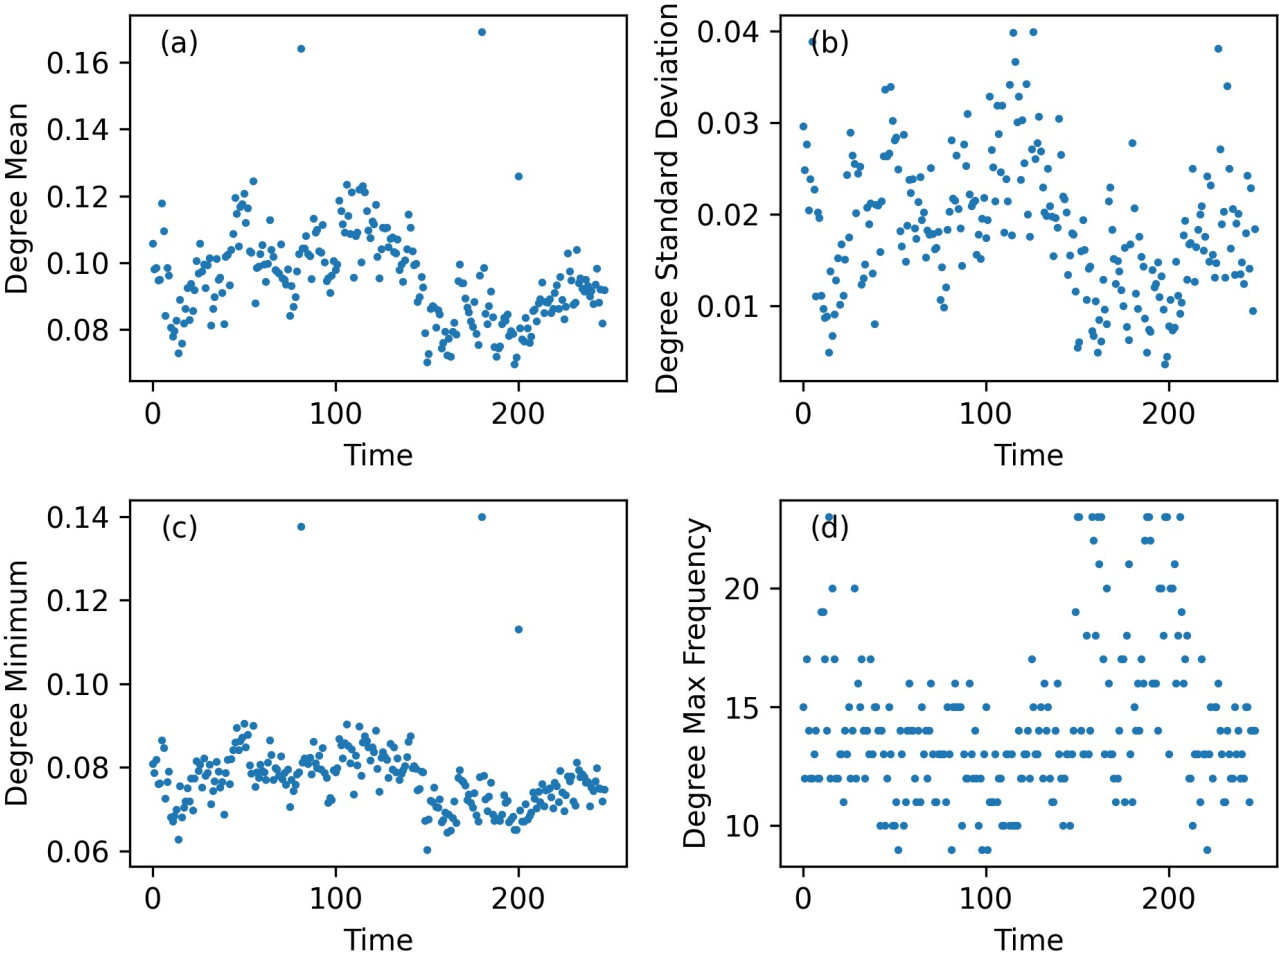 (a)
Degree Mean
0.16
0.14
0.12
0.10
0.08
0 100 200
Time
(b)
Degree Standard Deviation
0.04
0.03
0.02
0.01
0 100 200
Time
(c)
Degree Minimum
0.14
0.12
0.10
0.08
0.06
0 100 200
Time
(d)
Degree Max Frequency
20
15
10
0 100 200
Time